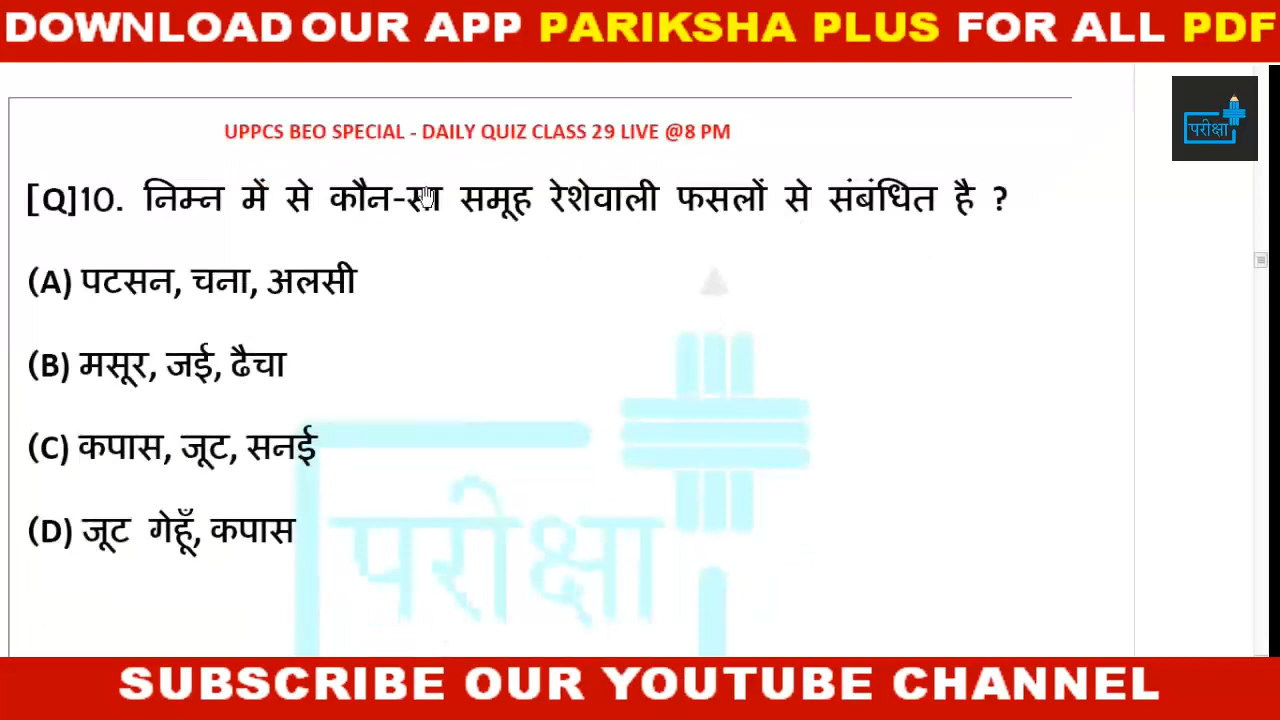 DOWNLOAD OUR APP PARIKSHA PLUS FOR ALL PDF
परीक्षा
UPPCS BEO SPECIAL - DAILY QUIZ CLASS 29 LIVE @8 PM
[Q]10. निम्न में से कौन-सा समूह रेशेवाली फसलों से संबंधित है ?
(A) पटसन, चना, अलसी
(B) मसूर, जई, ढैचा
(C) कपास, जूट, सनई
(D) जूट गेहूँ, कपास
परीक्षा
SUBSCRIBE OUR YOUTUBE CHANNEL